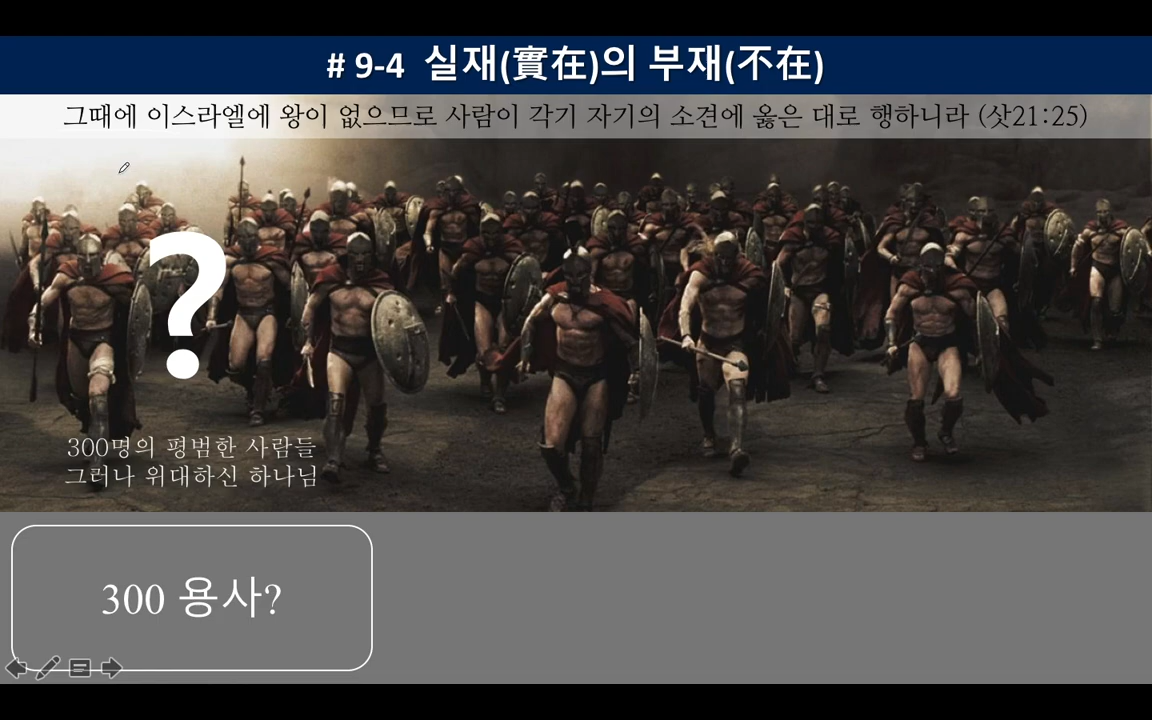 # 9-4 실재(實在)의 부재(不在)
그때에 이스라엘에 왕이 없으므로 사람이 각기 자기의 소견에 옳은 대로 행하니라 (삿21:25)
?
300명의 평범한 사람들
그러나 위대하신 하나님
300 용사?